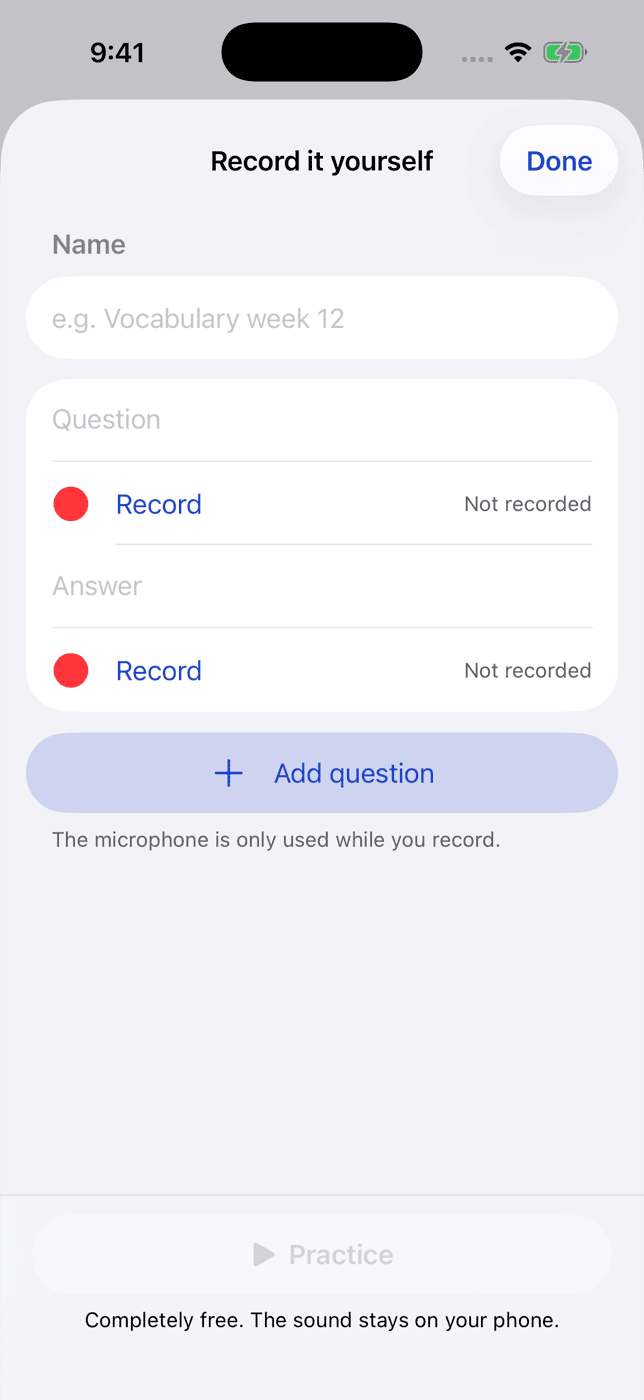 9:41
Record it yourself
Done
Name
e.g. Vocabulary week 12
Question
Record
Not recorded
Answer
Record
Not recorded
Add question
The microphone is only used while you record.
Practice
Completely free. The sound stays on your phone.